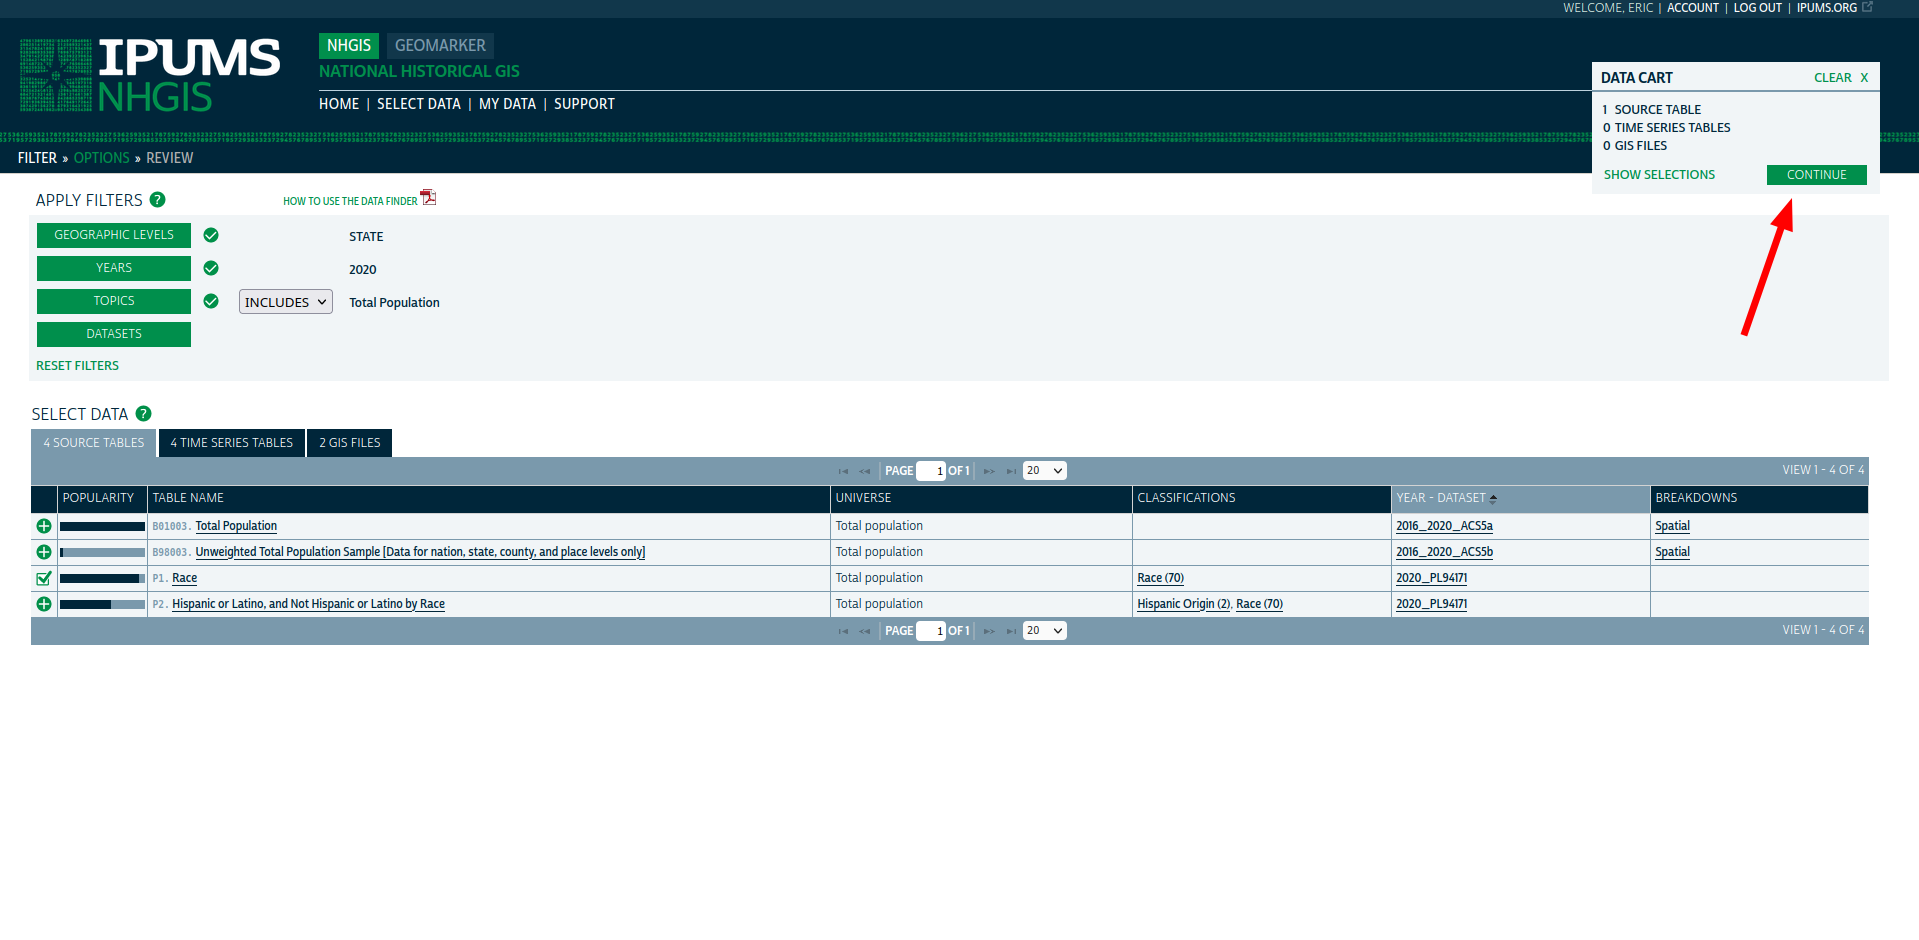 WELCOME, ERIC | ACCOUNT | LOG OUT | IPUMS.ORG
IPUMS
NHGIS
NHGIS GEOMARKER
NATIONAL HISTORICAL GIS
HOME | SELECT DATA | MY DATA | SUPPORT
DATA CART CLEAR X
1 SOURCE TABLE
0 TIME SERIES TABLES
0 GIS FILES
SHOW SELECTIONS CONTINUE
FILTER » OPTIONS » REVIEW
APPLY FILTERS ? HOW TO USE THE DATA FINDER
GEOGRAPHIC LEVELS STATE
YEARS 2020
TOPICS INCLUDES Total Population
DATASETS
RESET FILTERS
SELECT DATA ?
4 SOURCE TABLES 4 TIME SERIES TABLES 2 GIS FILES
PAGE 1 OF 1 20 VIEW 1 - 4 OF 4
POPULARITY TABLE NAME UNIVERSE CLASSIFICATIONS YEAR - DATASET BREAKDOWNS
B01003. Total Population Total population 2016_2020_ACS5a Spatial
B98003. Unweighted Total Population Sample [Data for nation, state, county, and place levels only] Total population 2016_2020_ACS5b Spatial
P1. Race Total population Race (70) 2020_PL94171
P2. Hispanic or Latino, and Not Hispanic or Latino by Race Total population Hispanic Origin (2), Race (70) 2020_PL94171
PAGE 1 OF 1 20 VIEW 1 - 4 OF 4